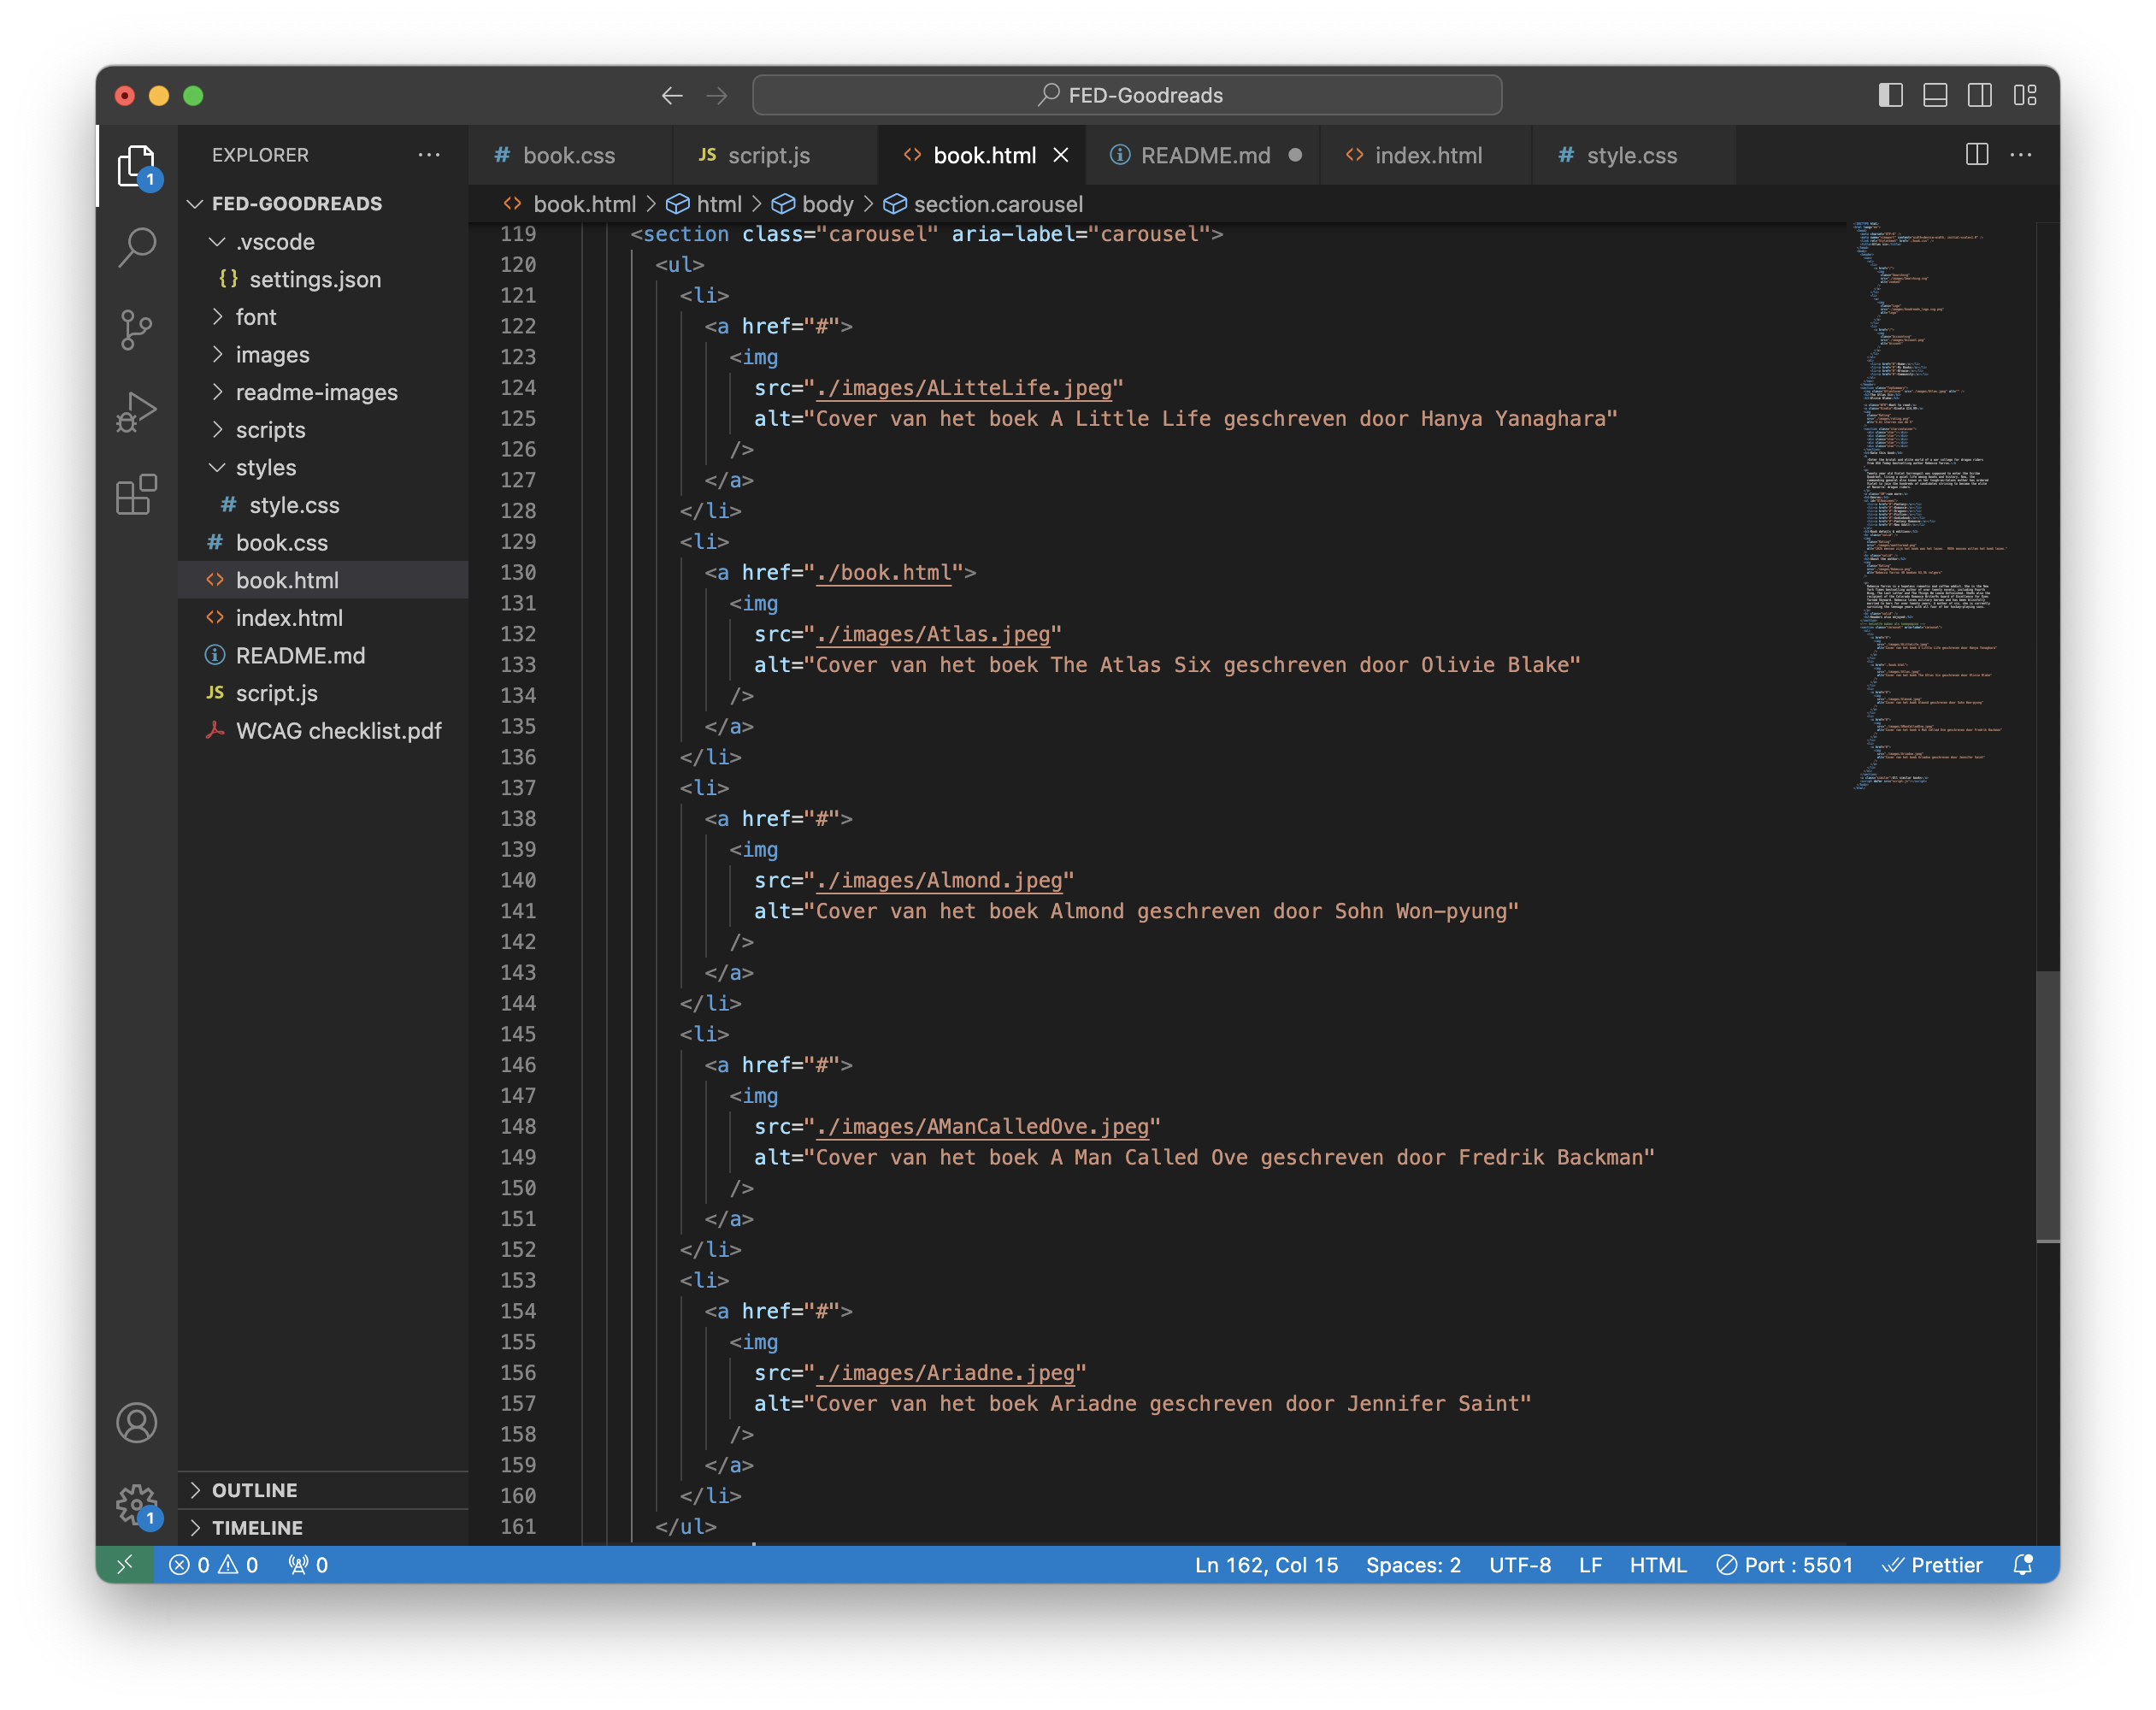 FED-Goodreads
EXPLORER
# book.css
JS script.js
<> book.html
README.md
<> index.html
# style.css
1
FED-GOODREADS
.vscode
{} settings.json
font
images
readme-images
scripts
styles
# style.css
# book.css
<> book.html
<> index.html
README.md
JS script.js
WCAG checklist.pdf
OUTLINE
TIMELINE
1
<> book.html > html > body > section.carousel
119 <section class="carousel" aria-label="carousel">
120 <ul>
121 <li>
122 <a href="#">
123 <img
124 src="./images/ALitteLife.jpeg"
125 alt="Cover van het boek A Little Life geschreven door Hanya Yanaghara"
126 />
127 </a>
128 </li>
129 <li>
130 <a href="./book.html">
131 <img
132 src="./images/Atlas.jpeg"
133 alt="Cover van het boek The Atlas Six geschreven door Olivie Blake"
134 />
135 </a>
136 </li>
137 <li>
138 <a href="#">
139 <img
140 src="./images/Almond.jpeg"
141 alt="Cover van het boek Almond geschreven door Sohn Won-pyung"
142 />
143 </a>
144 </li>
145 <li>
146 <a href="#">
147 <img
148 src="./images/AManCalledOve.jpeg"
149 alt="Cover van het boek A Man Called Ove geschreven door Fredrik Backman"
150 />
151 </a>
152 </li>
153 <li>
154 <a href="#">
155 <img
156 src="./images/Ariadne.jpeg"
157 alt="Cover van het boek Ariadne geschreven door Jennifer Saint"
158 />
159 </a>
160 </li>
161 </ul>
0 0 0 Ln 162, Col 15 Spaces: 2 UTF-8 LF HTML Port : 5501 Prettier